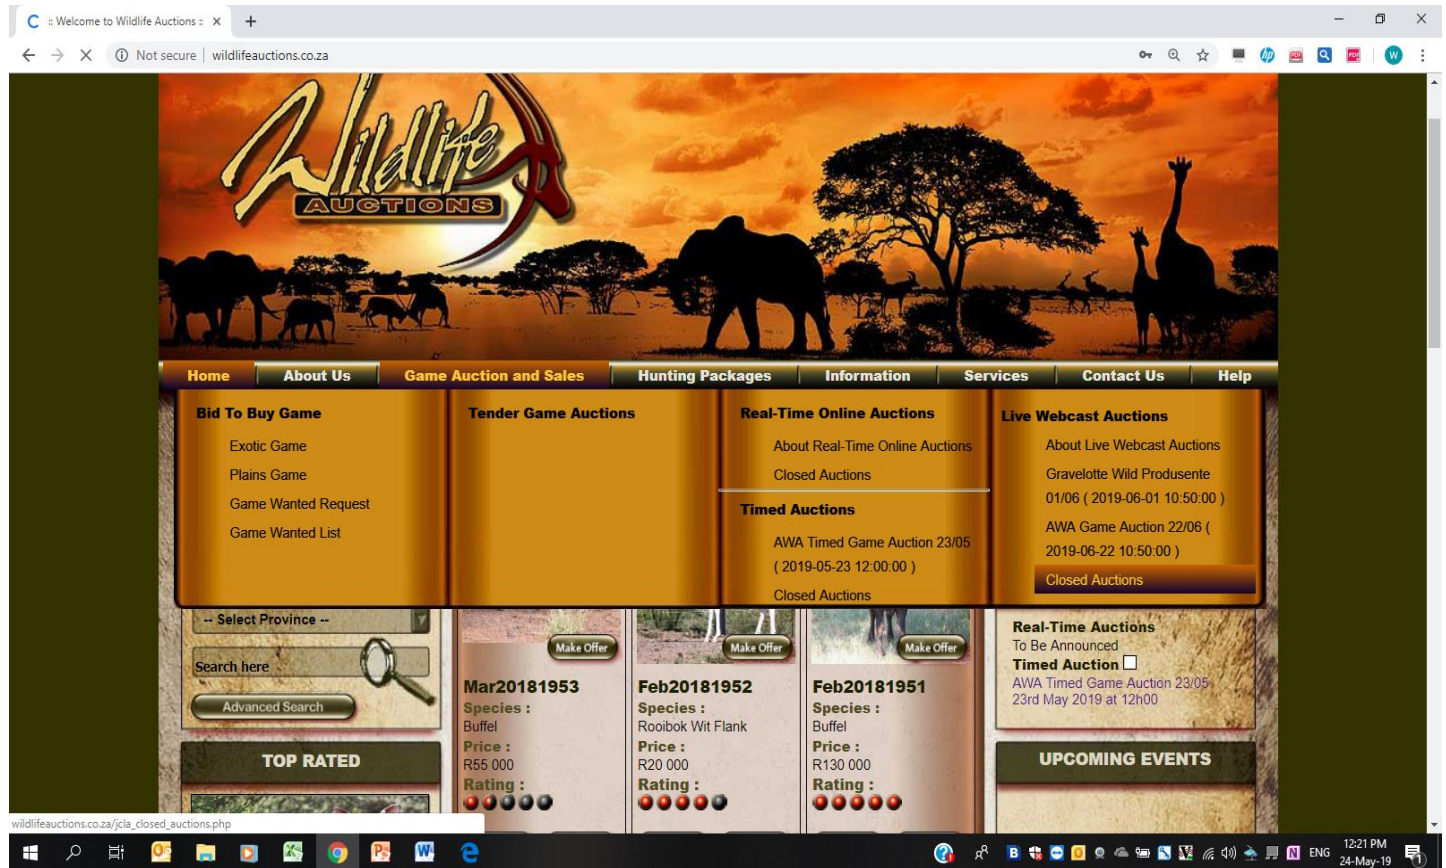 :: Welcome to Wildlife Auctions ::
Not secure | wildlifeauctions.co.za
W
Wildlife
AUCTIONS
Home About Us Game Auction and Sales Hunting Packages Information Services Contact Us Help
Bid To Buy Game
Exotic Game
Plains Game
Game Wanted Request
Game Wanted List
Tender Game Auctions
Real-Time Online Auctions
About Real-Time Online Auctions
Closed Auctions
Timed Auctions
AWA Timed Game Auction 23/05
( 2019-05-23 12:00:00 )
Closed Auctions
Live Webcast Auctions
About Live Webcast Auctions
Gravelotte Wild Produsente
01/06 ( 2019-06-01 10:50:00 )
AWA Game Auction 22/06 (
2019-06-22 10:50:00 )
Closed Auctions
-- Select Province --
Search here
Advanced Search
TOP RATED
Make Offer
Mar20181953
Species :
Buffel
Price :
R55 000
Rating :
Make Offer
Feb20181952
Species :
Rooibok Wit Flank
Price :
R20 000
Rating :
Make Offer
Feb20181951
Species :
Buffel
Price :
R130 000
Rating :
Real-Time Auctions
To Be Announced
Timed Auction
AWA Timed Game Auction 23/05
23rd May 2019 at 12h00
UPCOMING EVENTS
wildlifeauctions.co.za/jcla_closed_auctions.php
ENG
12:21 PM
24-May-19